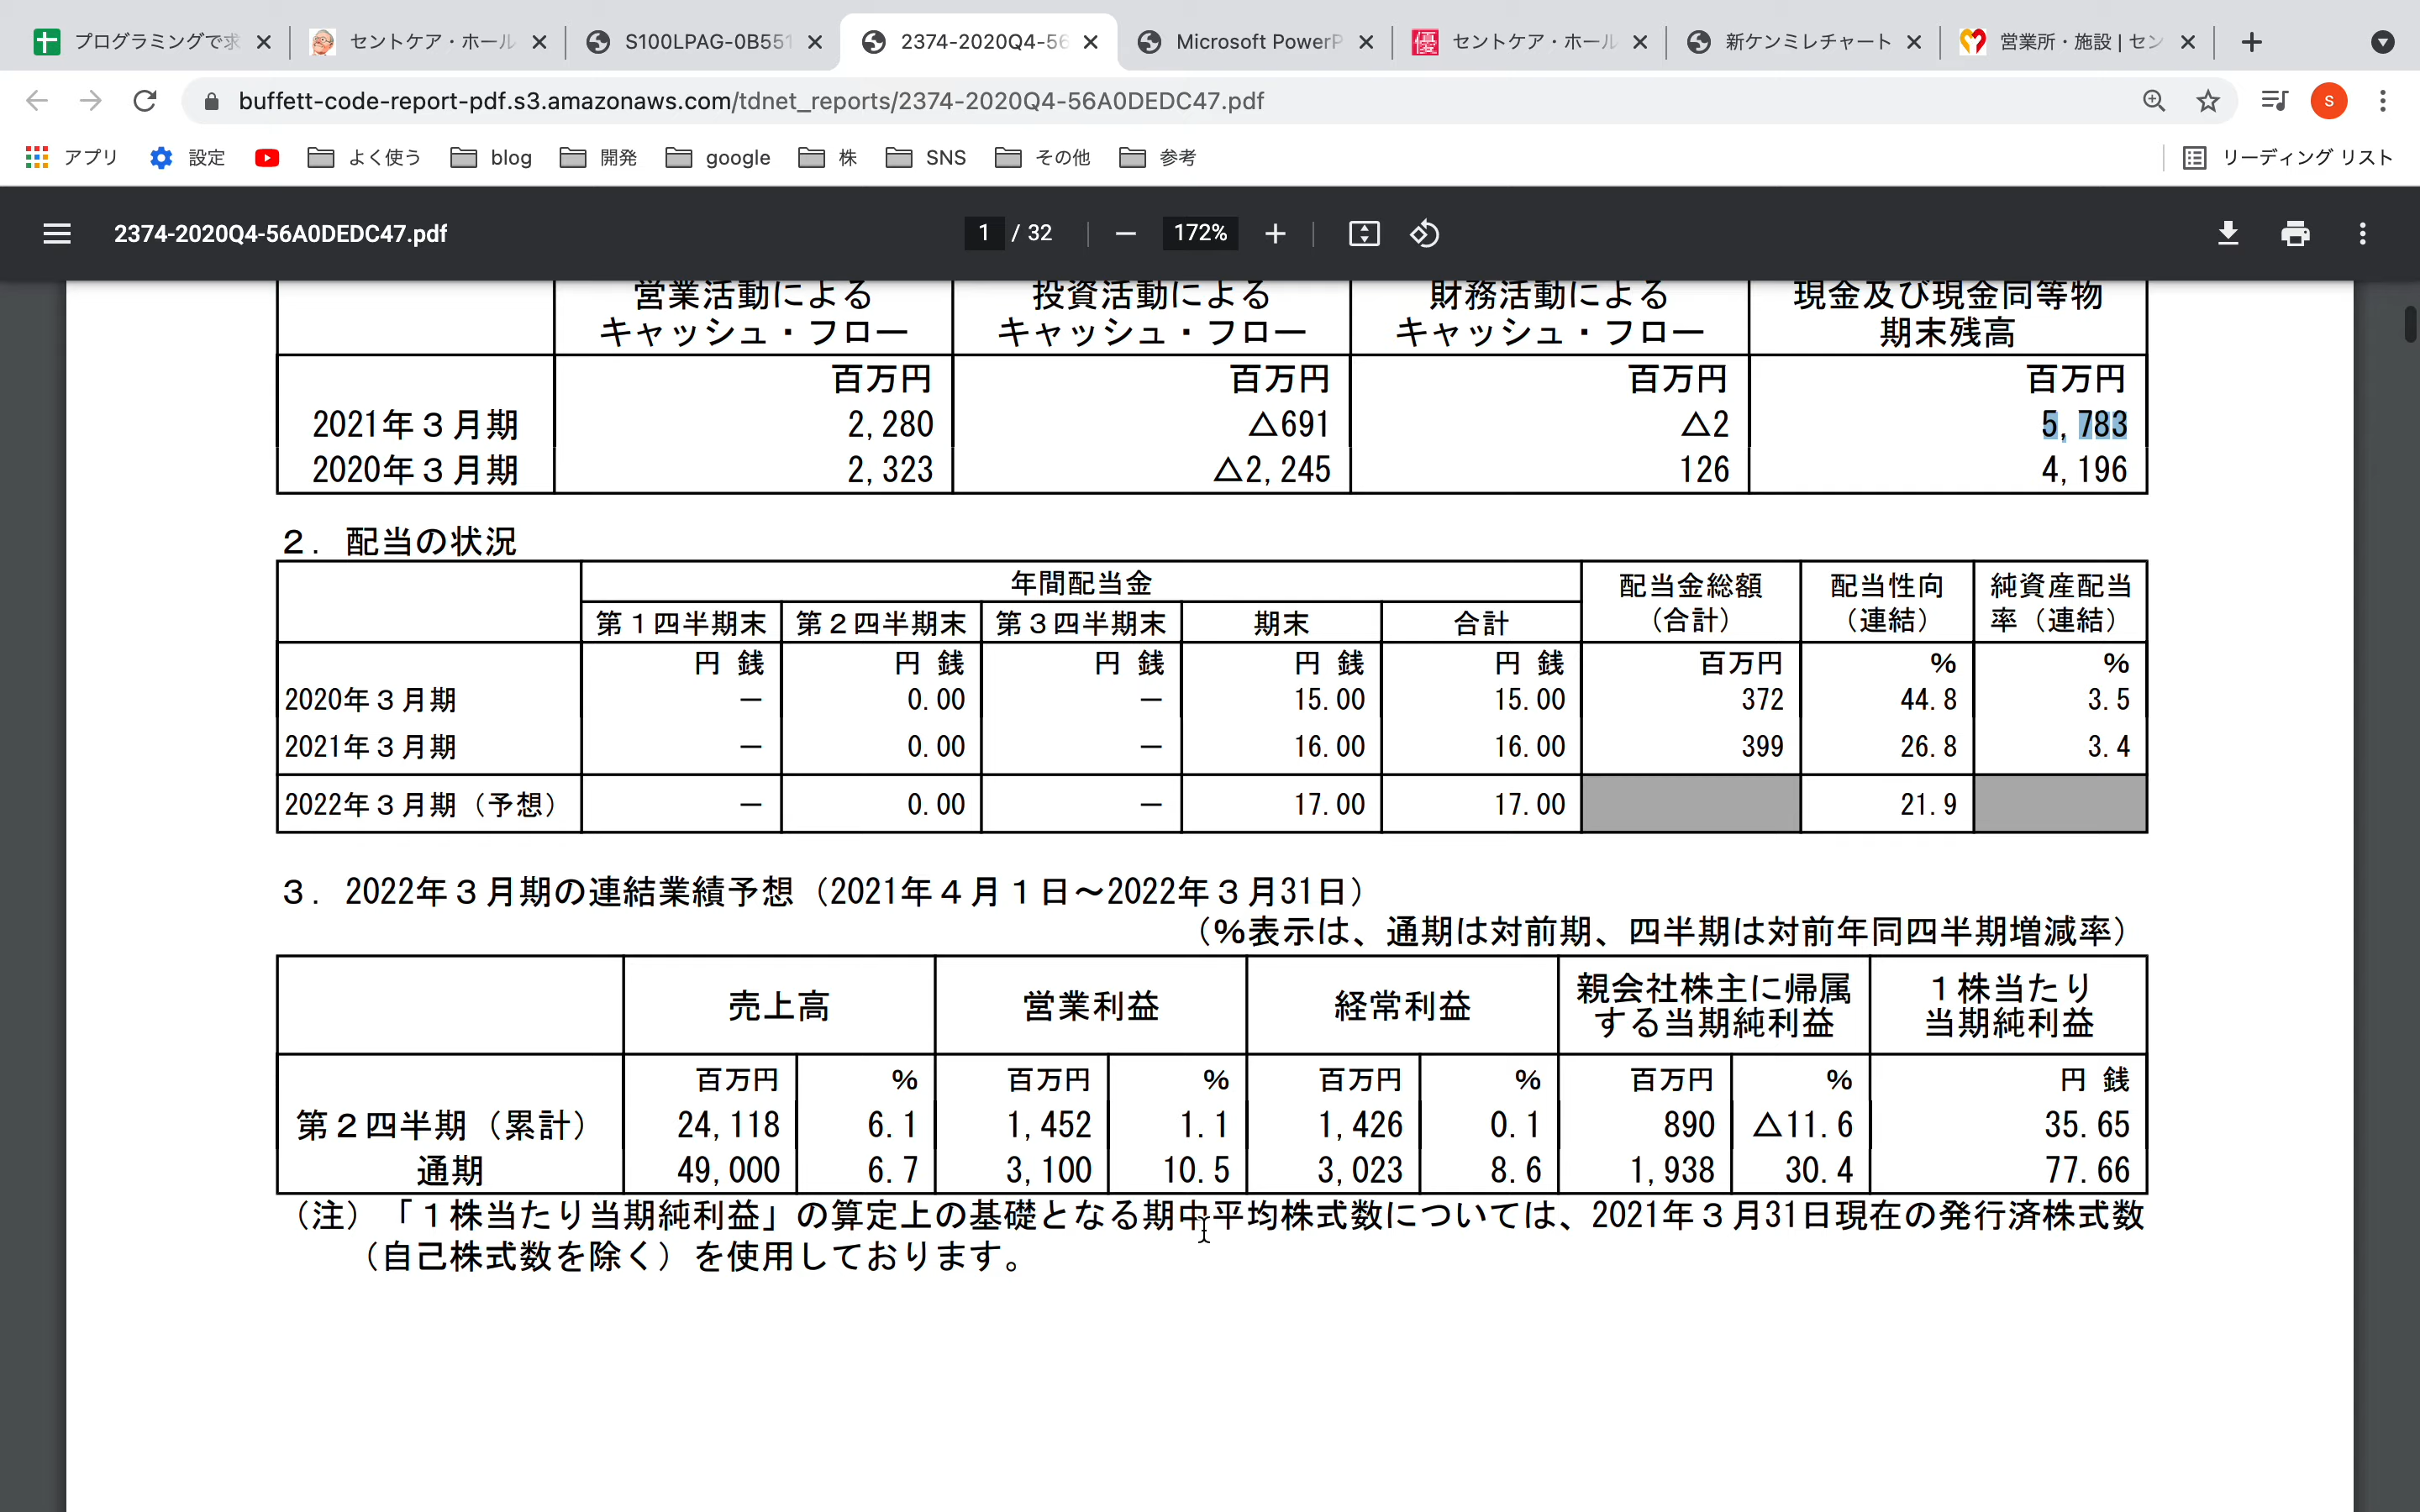 プログラミングで求
セントケア・ホール
S100LPAG-0B551
2374-2020Q4-56
Microsoft PowerP
セントケア・ホール
新ケンミレチャート
営業所・施設 | セン
buffett-code-report-pdf.s3.amazonaws.com/tdnet_reports/2374-2020Q4-56A0DEDC47.pdf
S
アプリ 設定 よく使う blog 開発 google 株 SNS その他 参考 リーディング リスト
2374-2020Q4-56A0DEDC47.pdf 1 / 32 172%
営業活動による 投資活動による 財務活動による 現金及び現金同等物
キャッシュ・フロー キャッシュ・フロー キャッシュ・フロー 期末残高
百万円 百万円 百万円 百万円
2021年3月期 2,280 △691 △2 5,783
2020年3月期 2,323 △2,245 126 4,196
2. 配当の状況
年間配当金 配当金総額 配当性向 純資産配当
第1四半期末 第2四半期末 第3四半期末 期末 合計 (合計) (連結) 率(連結)
円 銭 円 銭 円 銭 円 銭 円 銭 百万円 % %
2020年3月期 — 0.00 — 15.00 15.00 372 44.8 3.5
2021年3月期 — 0.00 — 16.00 16.00 399 26.8 3.4
2022年3月期(予想) — 0.00 — 17.00 17.00 21.9
3. 2022年3月期の連結業績予想(2021年4月1日～2022年3月31日)
(%表示は、通期は対前期、四半期は対前年同四半期増減率)
売上高 営業利益 経常利益 親会社株主に帰属する当期純利益 1株当たり当期純利益
百万円 % 百万円 % 百万円 % 百万円 % 円 銭
第2四半期(累計) 24,118 6.1 1,452 1.1 1,426 0.1 890 △11.6 35.65
通期 49,000 6.7 3,100 10.5 3,023 8.6 1,938 30.4 77.66
(注)「1株当たり当期純利益」の算定上の基礎となる期中平均株式数については、2021年3月31日現在の発行済株式数
(自己株式数を除く)を使用しております。